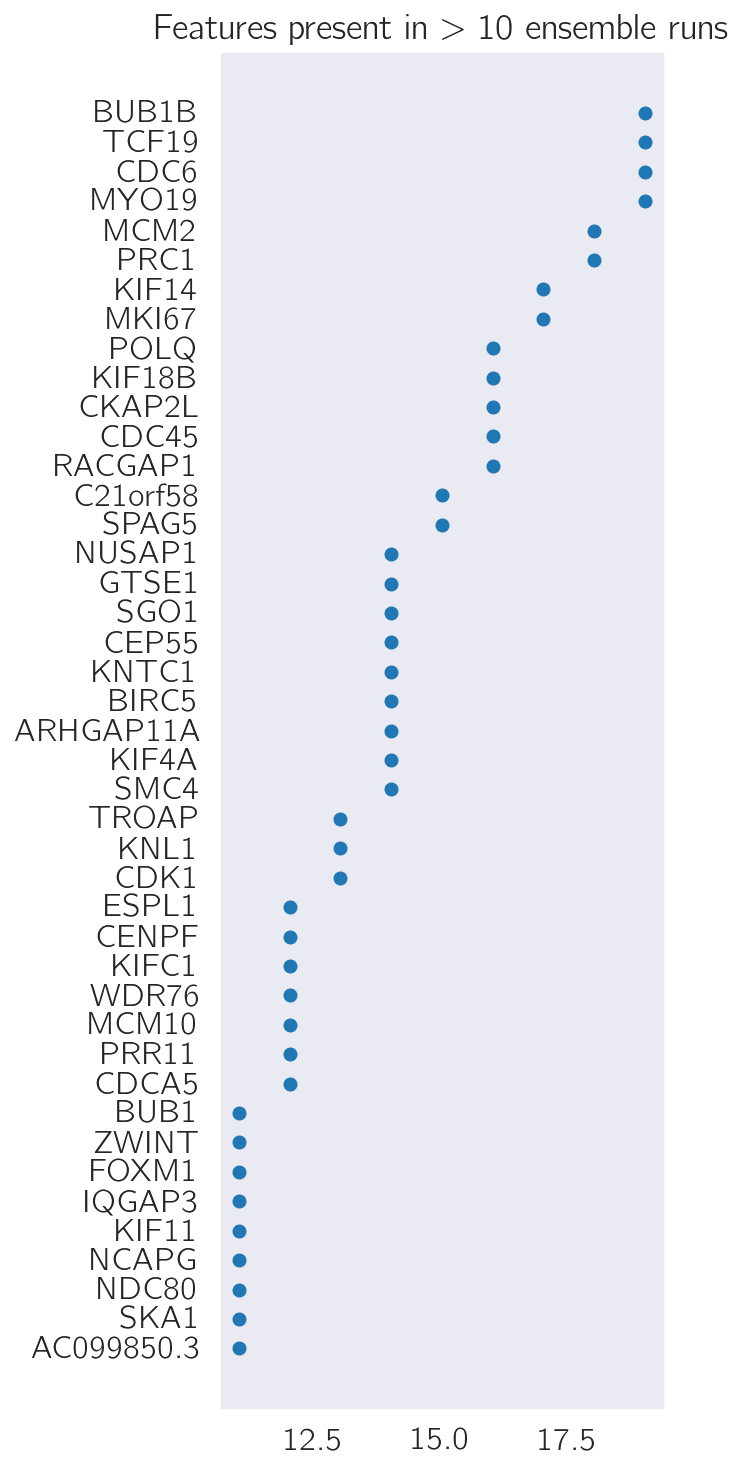 Features present in > 10 ensemble runs
BUB1B
TCF19
CDC6
MYO19
MCM2
PRC1
KIF14
MKI67
POLQ
KIF18B
CKAP2L
CDC45
RACGAP1
C21orf58
SPAG5
NUSAP1
GTSE1
SGO1
CEP55
KNTC1
BIRC5
ARHGAP11A
KIF4A
SMC4
TROAP
KNL1
CDK1
ESPL1
CENPF
KIFC1
WDR76
MCM10
PRR11
CDCA5
BUB1
ZWINT
FOXM1
IQGAP3
KIF11
NCAPG
NDC80
SKA1
AC099850.3
12.5 15.0 17.5